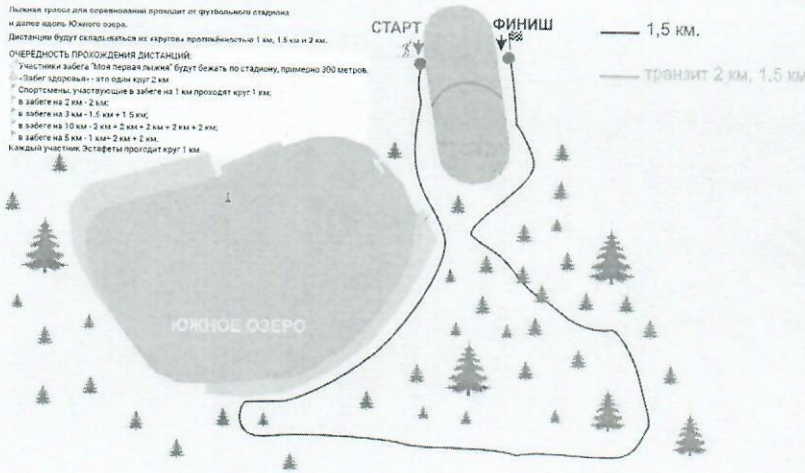 Лыжная трасса для соревнований проходит от футбольного стадиона
и далее вдоль Южного озера.
Дистанции будут складываться из «кругов» протяжённостью 1 км, 1,5 км и 2 км.
ОЧЕРЕДНОСТЬ ПРОХОЖДЕНИЯ ДИСТАНЦИЙ:
Участники забега "Моя первая лыжня" будут бежать по стадиону, примерно 300 метров.
«Забег здоровья» - это один круг 2 км
Спортсмены, участвующие в забеге на 1 км проходят круг 1 км;
в забеге на 2 км - 2 км;
в забеге на 3 км - 1,5 км + 1,5 км;
в забеге на 10 км - 2 км + 2 км + 2 км + 2 км + 2 км;
в забеге на 5 км - 1 км+ 2 км + 2 км.
Каждый участник Эстафеты проходит круг 1 км
СТАРТ
ФИНИШ
1,5 км.
транзит 2 км, 1,5 км
ЮЖНОЕ ОЗЕРО